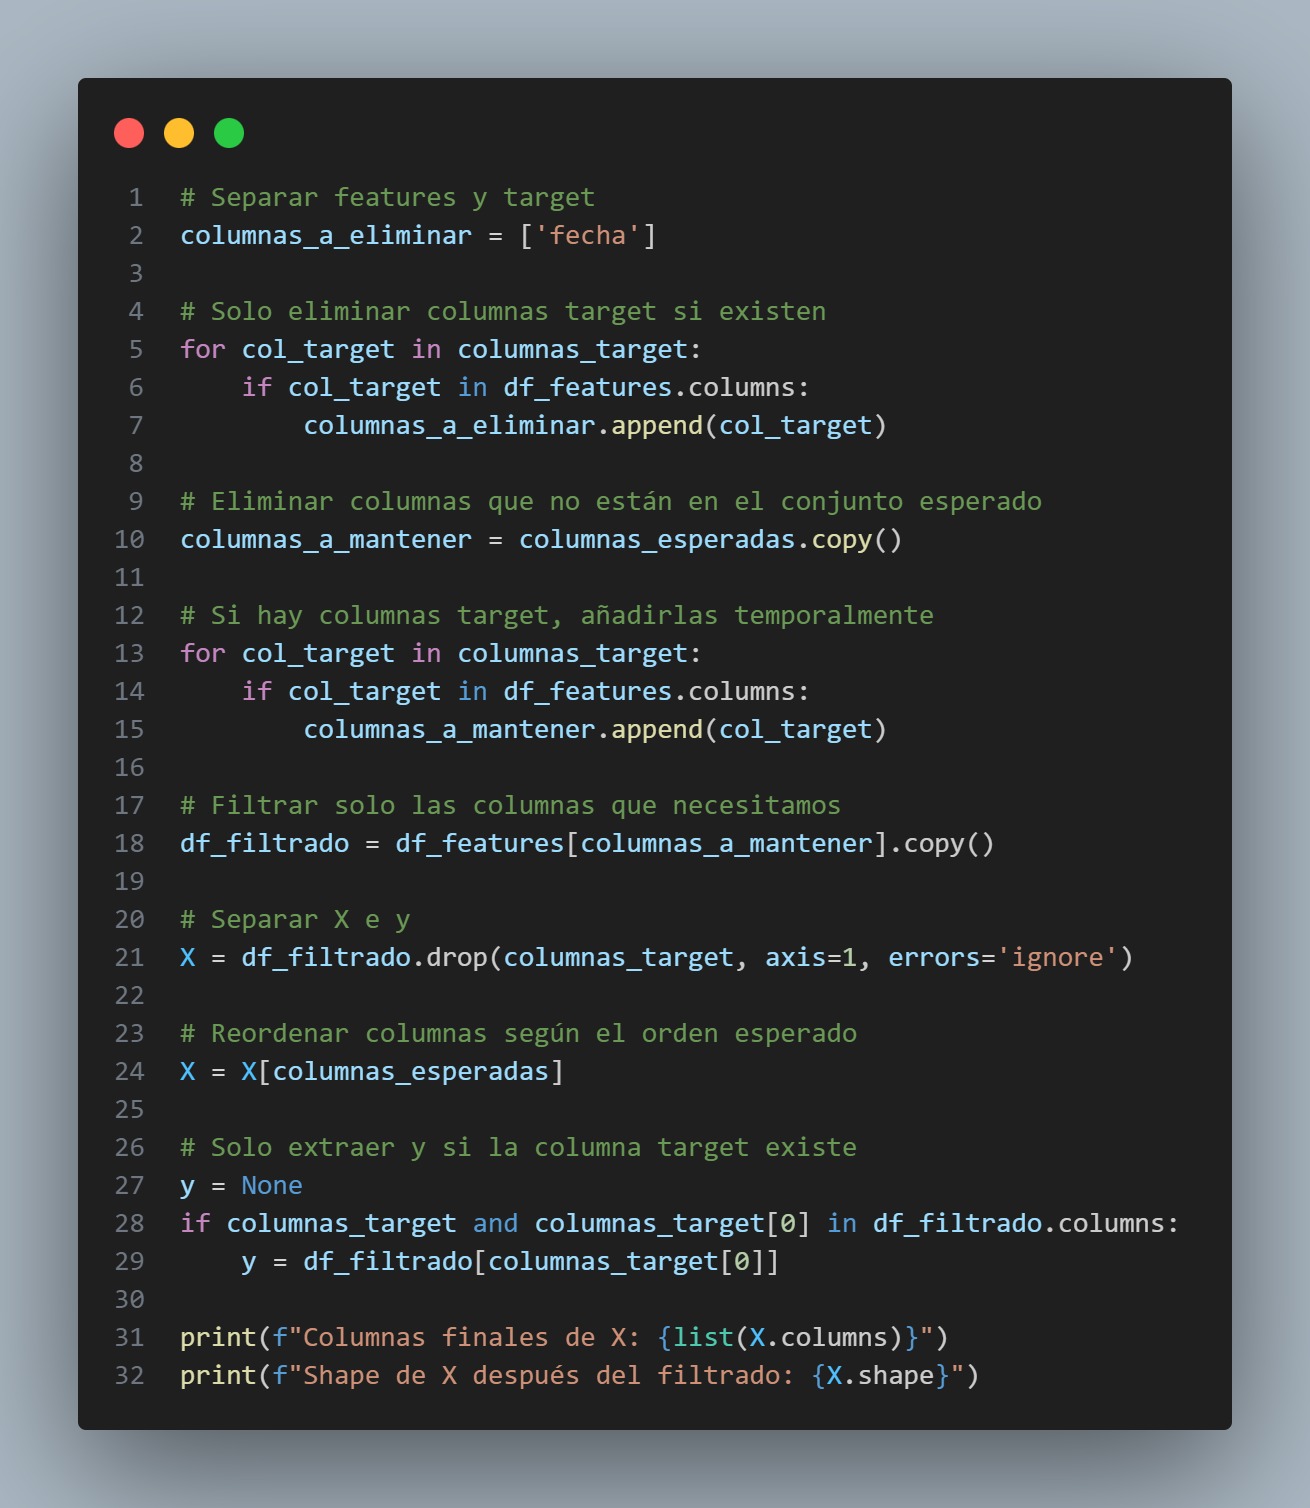 1 # Separar features y target
2 columnas_a_eliminar = ['fecha']
3
4 # Solo eliminar columnas target si existen
5 for col_target in columnas_target:
6     if col_target in df_features.columns:
7         columnas_a_eliminar.append(col_target)
8
9 # Eliminar columnas que no están en el conjunto esperado
10 columnas_a_mantener = columnas_esperadas.copy()
11
12 # Si hay columnas target, añadirlas temporalmente
13 for col_target in columnas_target:
14     if col_target in df_features.columns:
15         columnas_a_mantener.append(col_target)
16
17 # Filtrar solo las columnas que necesitamos
18 df_filtrado = df_features[columnas_a_mantener].copy()
19
20 # Separar X e y
21 X = df_filtrado.drop(columnas_target, axis=1, errors='ignore')
22
23 # Reordenar columnas según el orden esperado
24 X = X[columnas_esperadas]
25
26 # Solo extraer y si la columna target existe
27 y = None
28 if columnas_target and columnas_target[0] in df_filtrado.columns:
29     y = df_filtrado[columnas_target[0]]
30
31 print(f"Columnas finales de X: {list(X.columns)}")
32 print(f"Shape de X después del filtrado: {X.shape}")